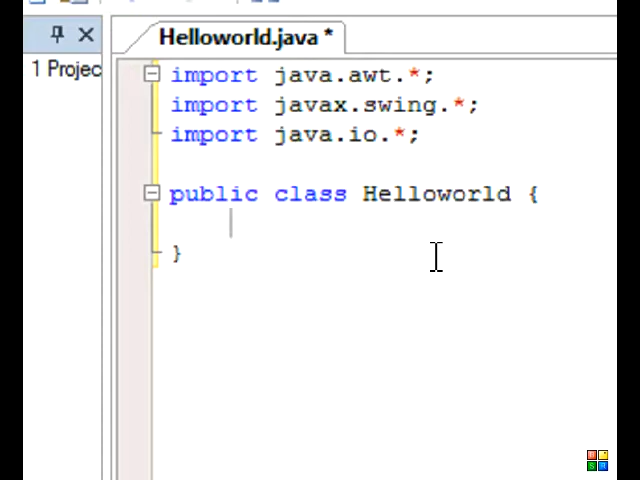 Helloworld.java *
1 Projec
import java.awt.*;
import javax.swing.*;
import java.io.*;
public class Helloworld {
}